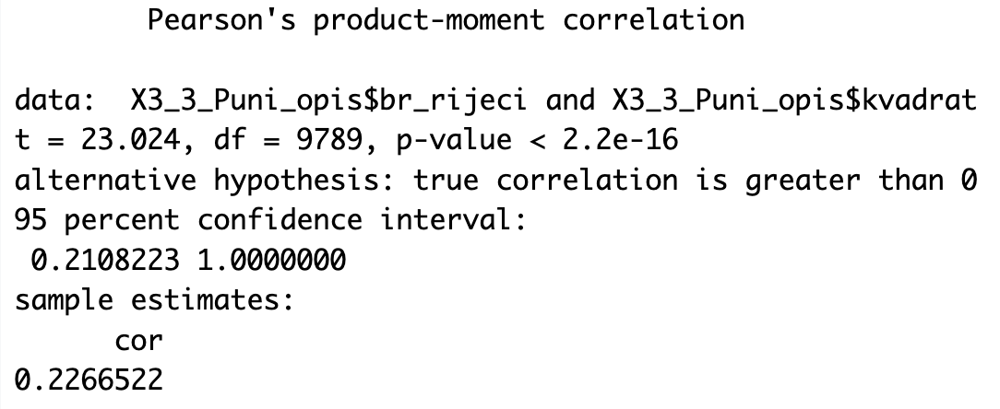 Pearson's product-moment correlation
data:  X3_3_Puni_opis$br_rijeci and X3_3_Puni_opis$kvadrat
t = 23.024, df = 9789, p-value < 2.2e-16
alternative hypothesis: true correlation is greater than 0
95 percent confidence interval:
 0.2108223 1.0000000
sample estimates:
      cor
0.2266522